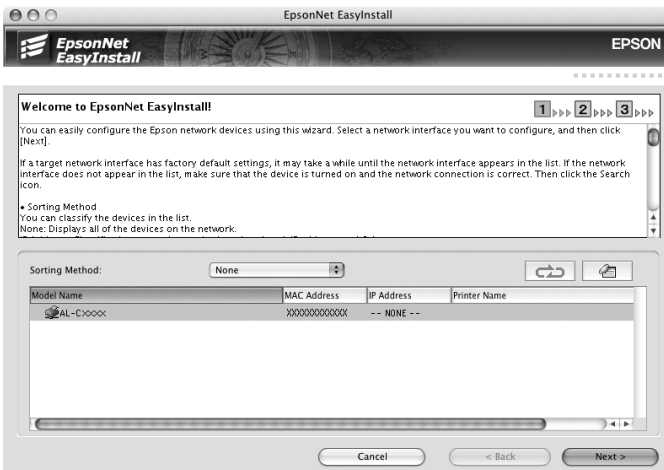 EpsonNet EasyInstall
EpsonNet
EasyInstall
EPSON
Welcome to EpsonNet EasyInstall!
1 2 3
You can easily configure the Epson network devices using this wizard. Select a network interface you want to configure, and then click
[Next].
If a target network interface has factory default settings, it may take a while until the network interface appears in the list. If the network
interface does not appear in the list, make sure that the device is turned on and the network connection is correct. Then click the Search
icon.
• Sorting Method
You can classify the devices in the list.
None: Displays all of the devices on the network.
Sorting Method: None
Model Name MAC Address IP Address Printer Name
AL-CXXXX XXXXXXXXXXXX -- NONE --
Cancel < Back Next >